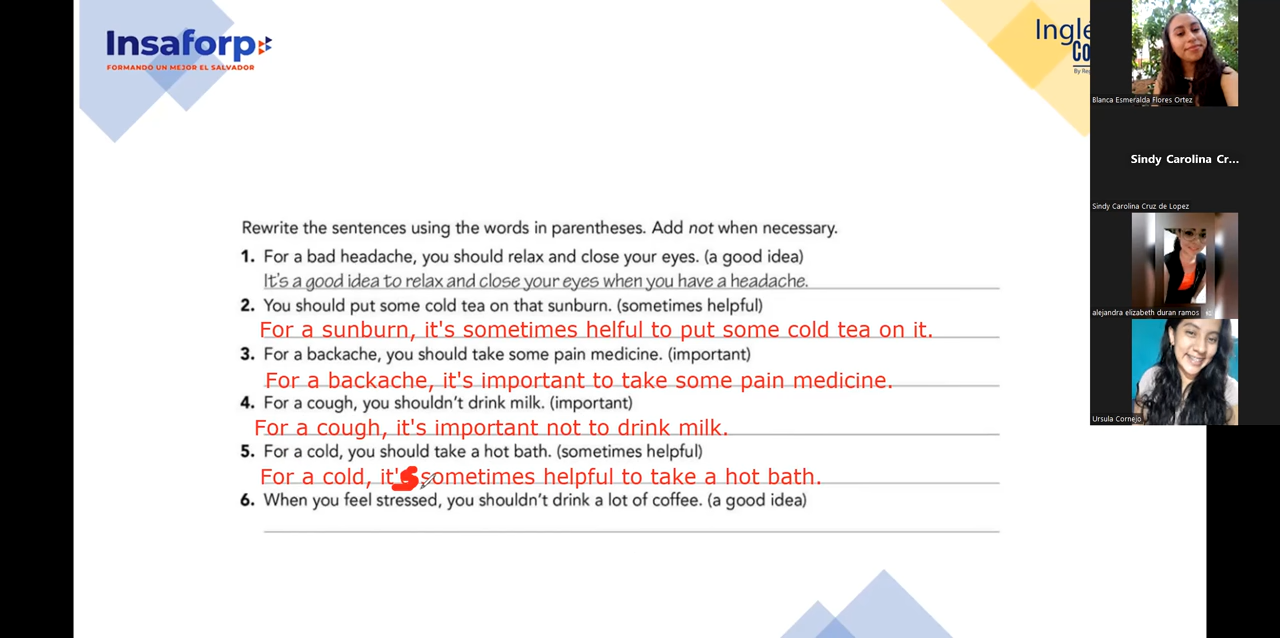 Insaforp
FORMANDO UN MEJOR EL SALVADOR
Inglé
Co
By Re
Blanca Esmeralda Flores Ortez
Sindy Carolina Cr...
Sindy Carolina Cruz de Lopez
alejandra elizabeth duran ramos
Ursula Cornejo
Rewrite the sentences using the words in parentheses. Add not when necessary.
1. For a bad headache, you should relax and close your eyes. (a good idea)
It's a good idea to relax and close your eyes when you have a headache.
2. You should put some cold tea on that sunburn. (sometimes helpful)
For a sunburn, it's sometimes helful to put some cold tea on it.
3. For a backache, you should take some pain medicine. (important)
For a backache, it's important to take some pain medicine.
4. For a cough, you shouldn't drink milk. (important)
For a cough, it's important not to drink milk.
5. For a cold, you should take a hot bath. (sometimes helpful)
For a cold, it's sometimes helpful to take a hot bath.
6. When you feel stressed, you shouldn't drink a lot of coffee. (a good idea)